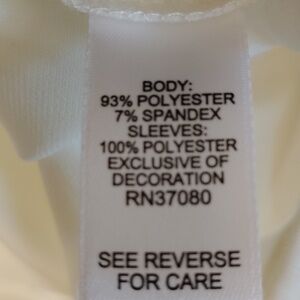 BODY:
93% POLYESTER
7% SPANDEX
SLEEVES:
100% POLYESTER
EXCLUSIVE OF
DECORATION
RN37080
SEE REVERSE
FOR CARE